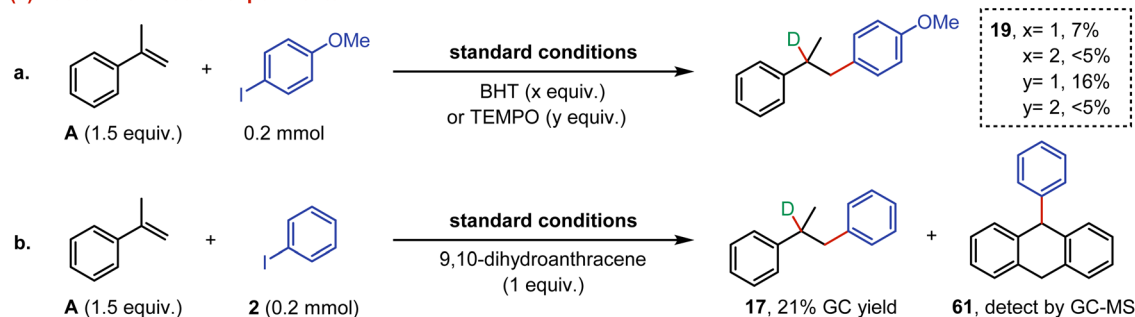 a.
+
I
OMe
A (1.5 equiv.)
0.2 mmol
standard conditions
BHT (x equiv.)
or TEMPO (y equiv.)
D
OMe
19, x= 1, 7%
x= 2, <5%
y= 1, 16%
y= 2, <5%
b.
+
I
A (1.5 equiv.)
2 (0.2 mmol)
standard conditions
9,10-dihydroanthracene
(1 equiv.)
D
+
17, 21% GC yield
61, detect by GC-MS